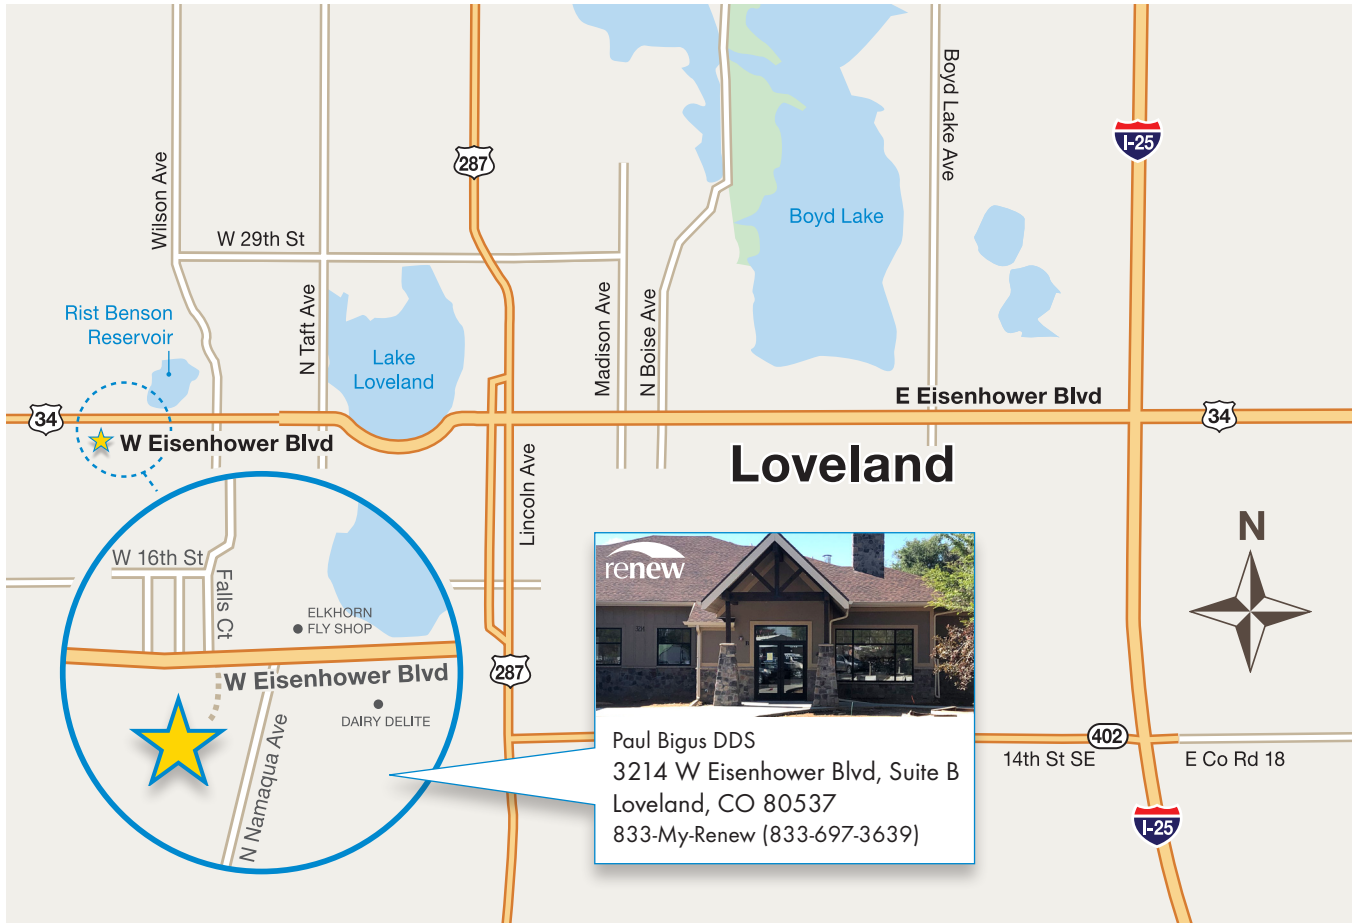 Wilson Ave
W 29th St
287
Boyd Lake Ave
I-25
Boyd Lake
Rist Benson
Reservoir
N Taft Ave
Lake
Loveland
Madison Ave
N Boise Ave
E Eisenhower Blvd
34
34
W Eisenhower Blvd
Loveland
Lincoln Ave
N
W 16th St
Falls Ct
ELKHORN
FLY SHOP
W Eisenhower Blvd
DAIRY DELITE
N Namaqua Ave
287
renew
Paul Bigus DDS
3214 W Eisenhower Blvd, Suite B
Loveland, CO 80537
833-My-Renew (833-697-3639)
402
14th St SE
E Co Rd 18
I-25